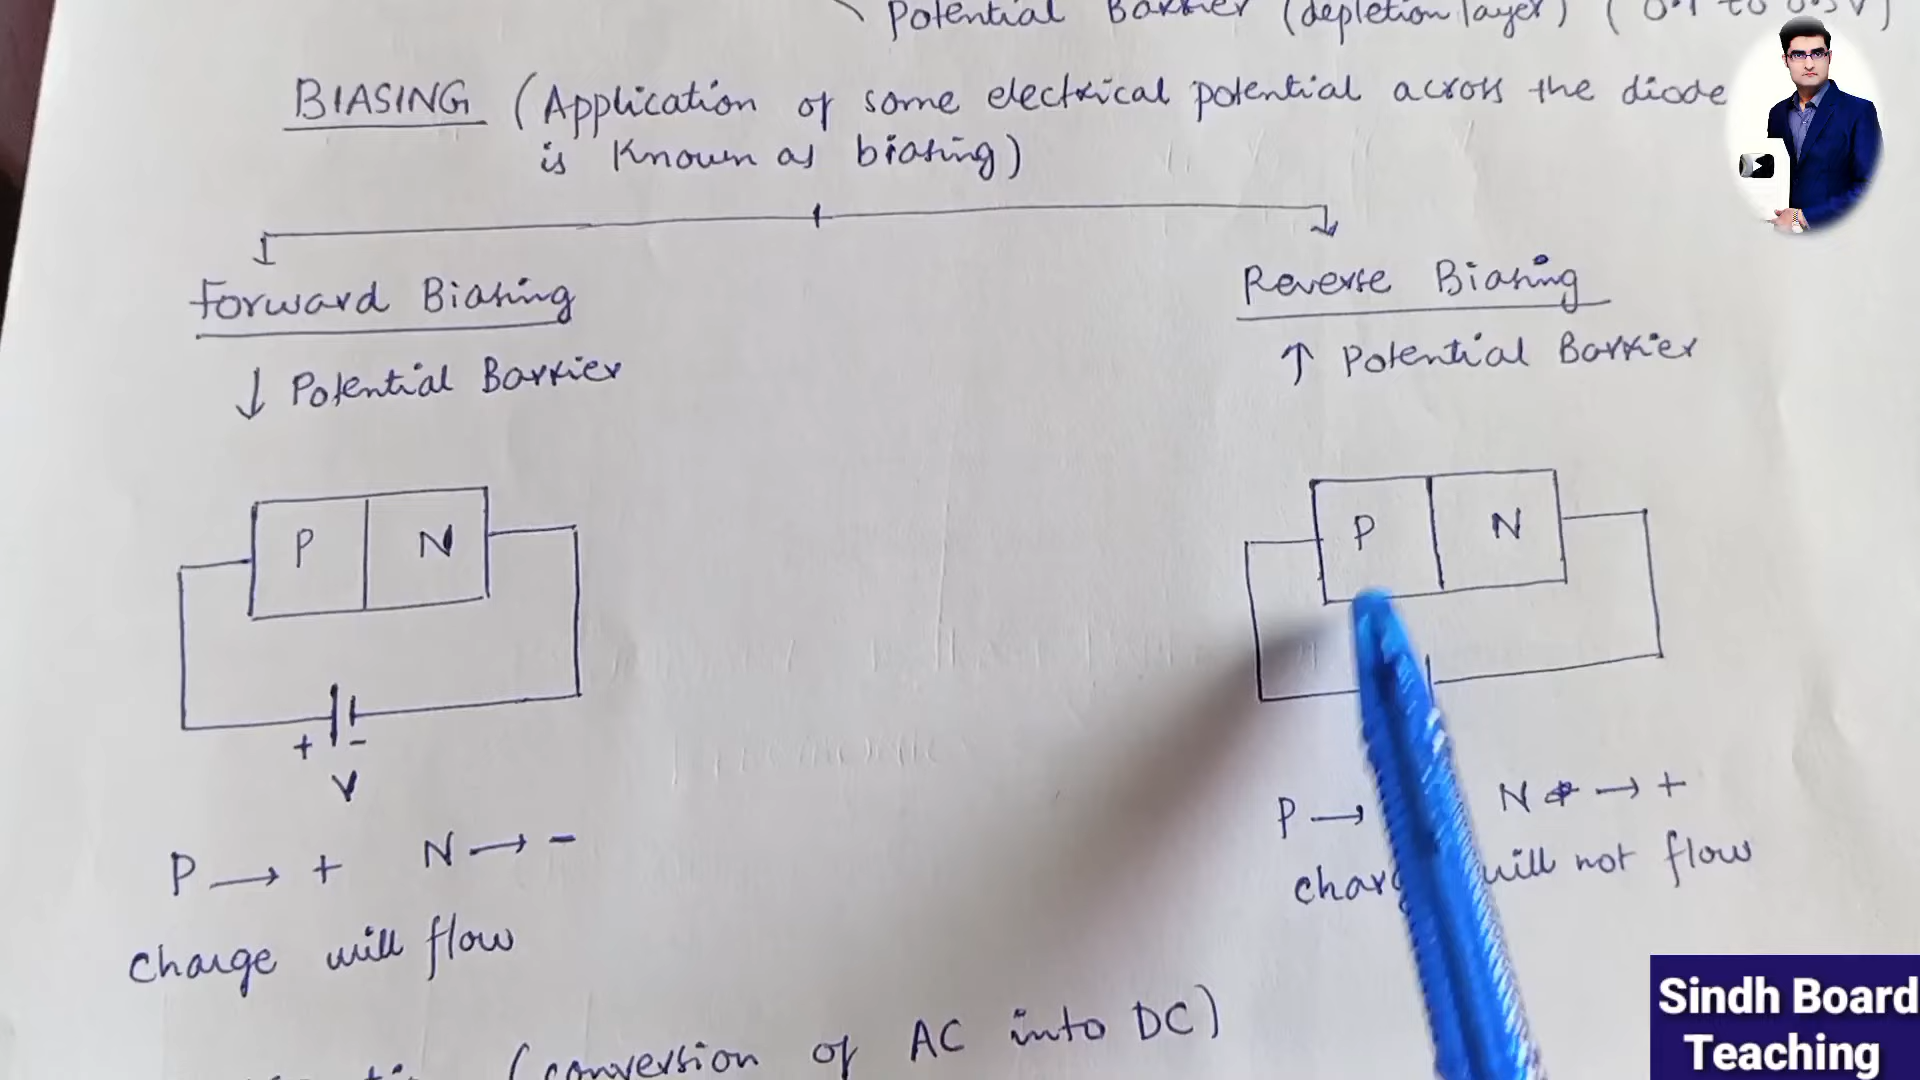 Potential Barrier (depletion layer) (
BIASING (Application of some electrical potential across the diode
is known as biasing)
Forward Biasing
↓ Potential Barrier
P N
+ -
V
P → + N → -
Charge will flow
Reverse Biasing
↑ Potential Barrier
P N
P → N → +
will not flow
(conversion of AC into DC)
Sindh Board
Teaching